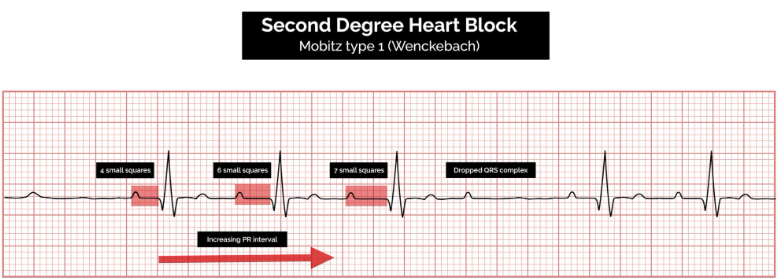 Second Degree Heart Block
Mobitz type 1 (Wenckebach)
4 small squares
6 small squares
7 small squares
Dropped QRS complex
Increasing PR interval